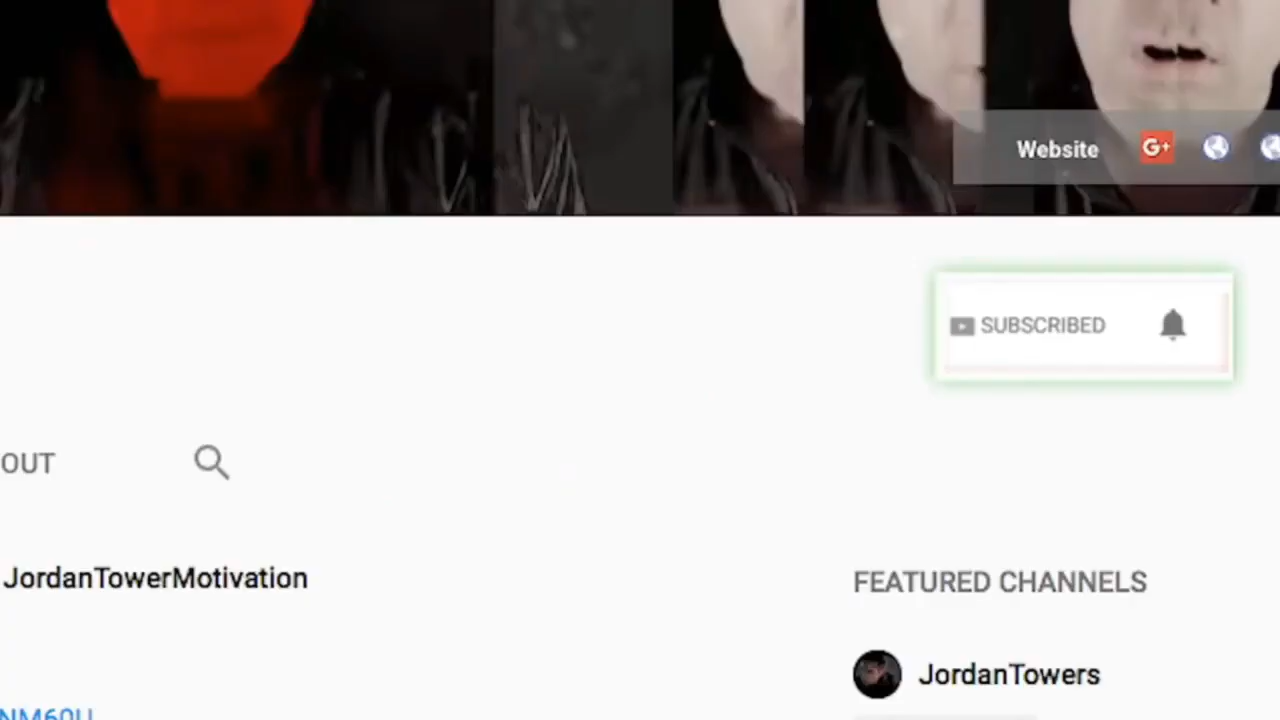 Website G+
SUBSCRIBED
OUT
JordanTowerMotivation
FEATURED CHANNELS
JordanTowers